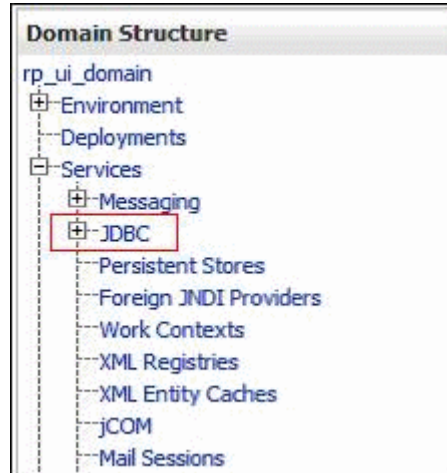 Domain Structure
rp_ui_domain
Environment
Deployments
Services
Messaging
JDBC
Persistent Stores
Foreign JNDI Providers
Work Contexts
XML Registries
XML Entity Caches
jCOM
Mail Sessions